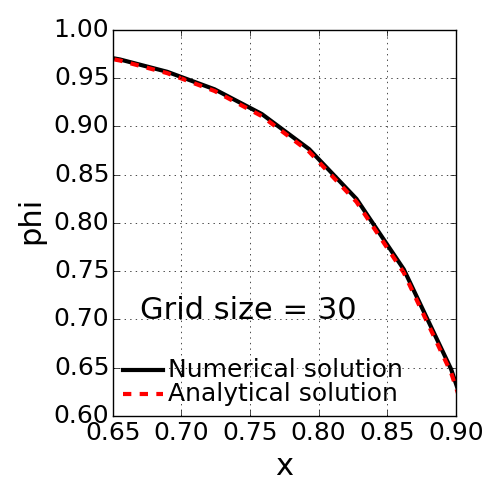 1.00
0.95
0.90
0.85
0.80
0.75
0.70
0.65
0.60
phi
Grid size = 30
Numerical solution
Analytical solution
0.65 0.70 0.75 0.80 0.85 0.90
x